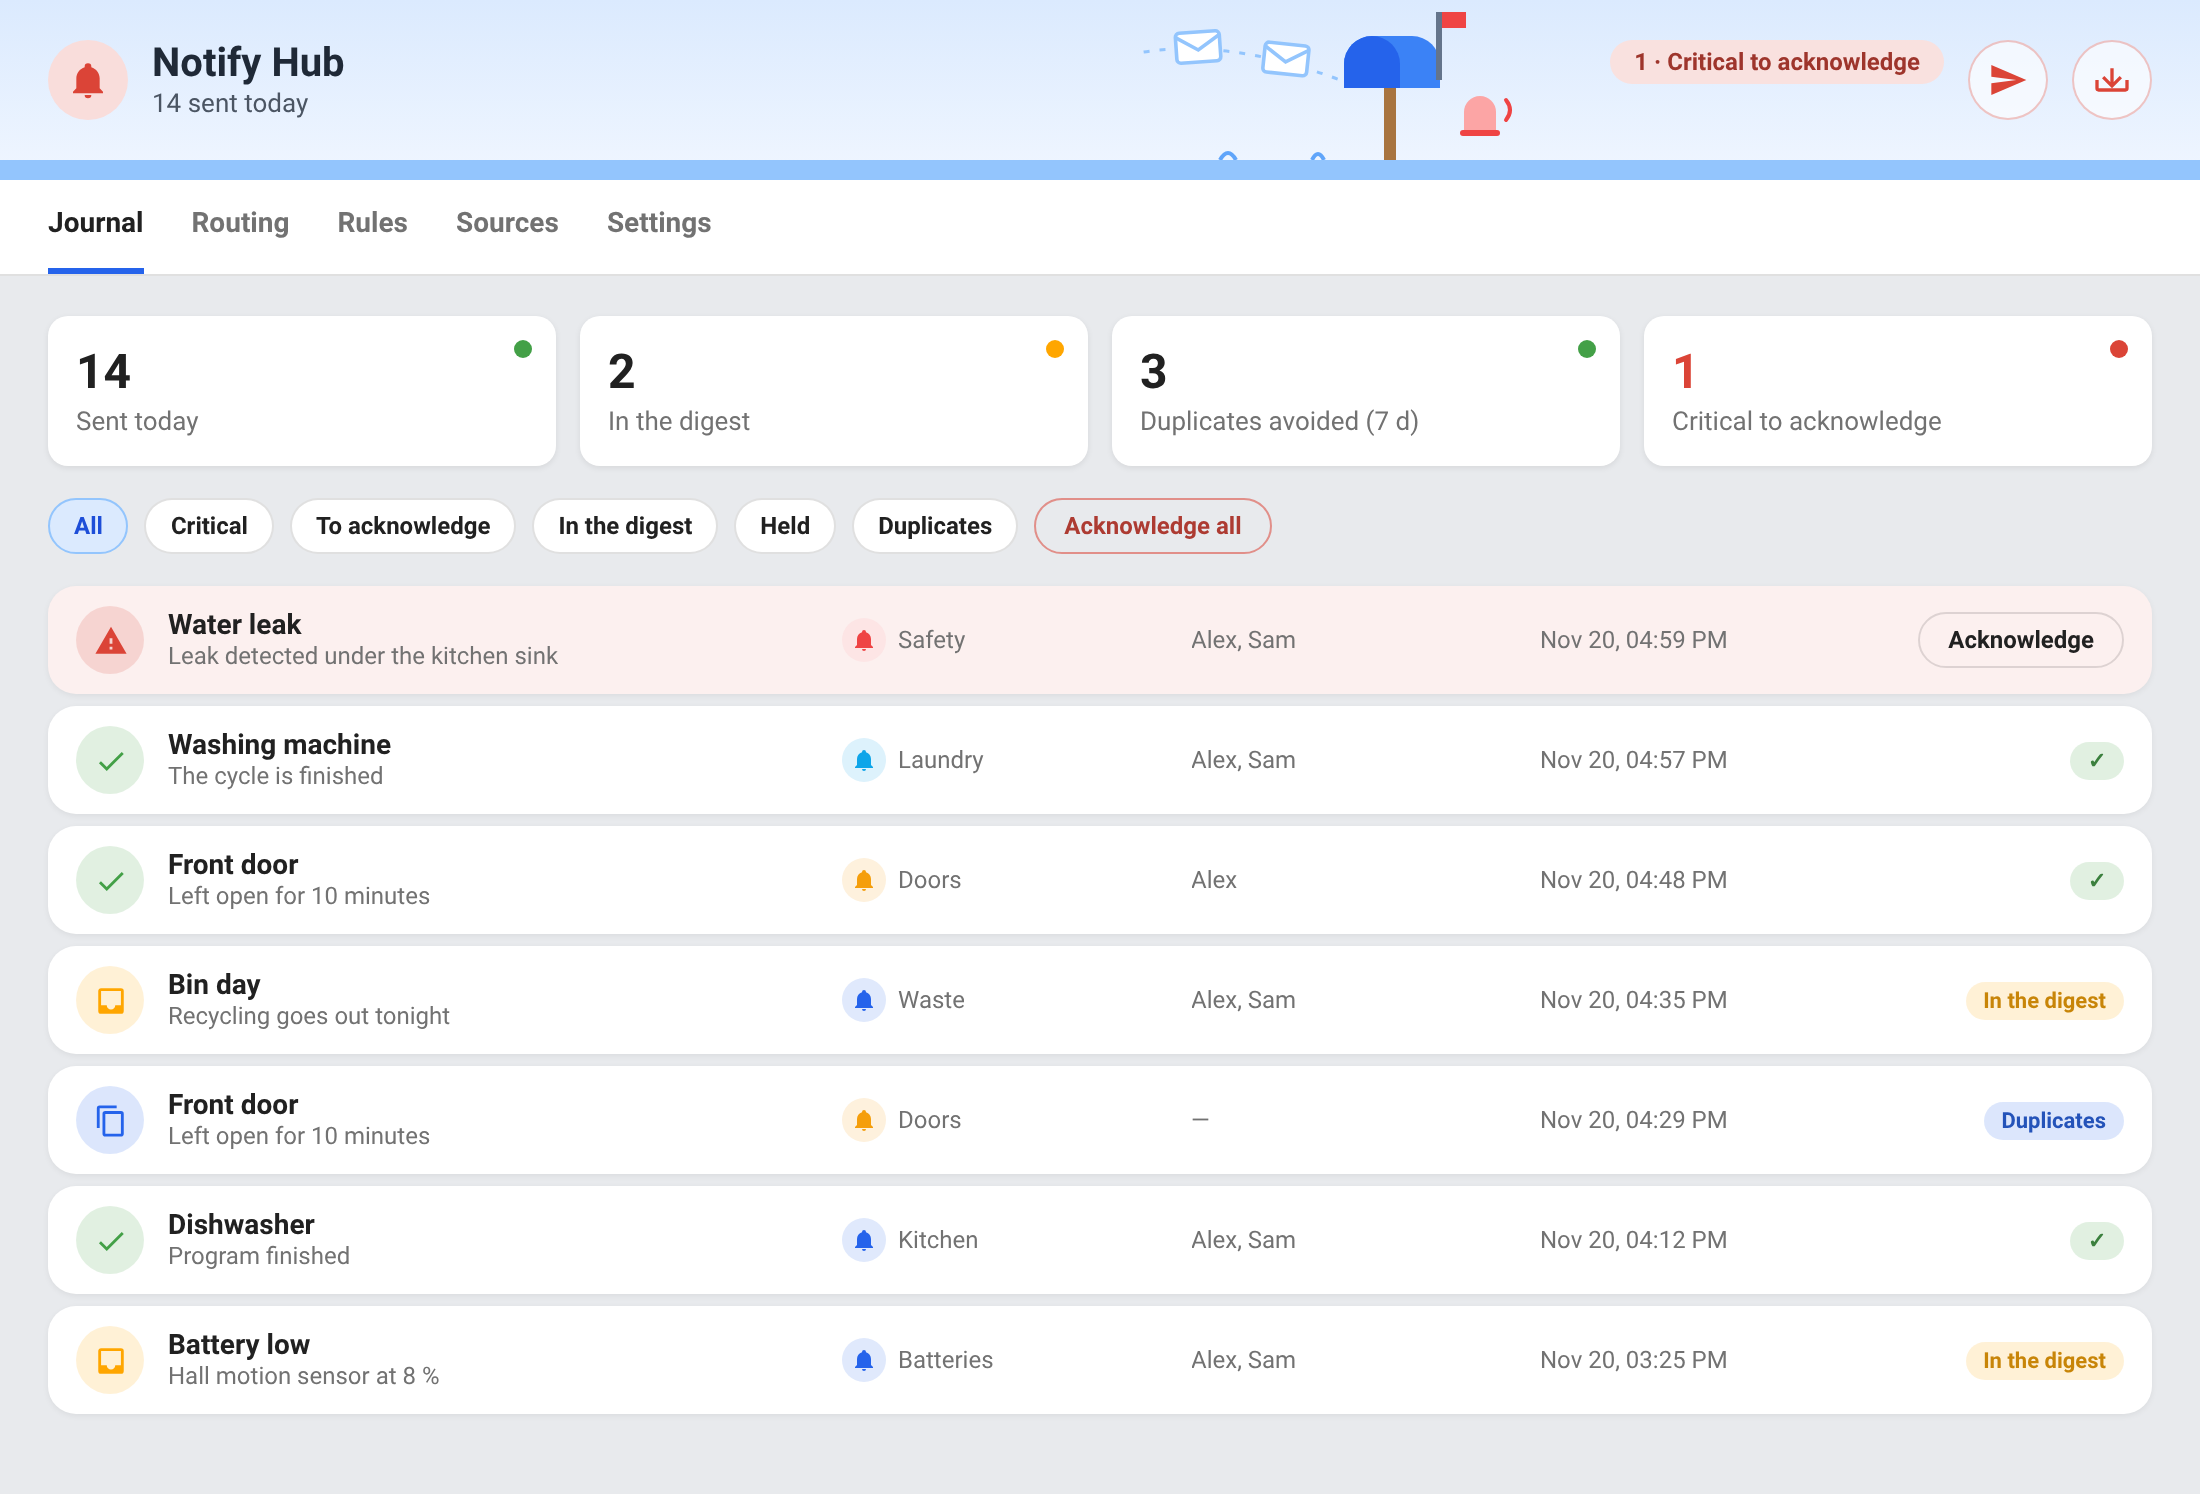 Notify Hub
14 sent today
1 · Critical to acknowledge
Journal
Routing
Rules
Sources
Settings
14
Sent today
2
In the digest
3
Duplicates avoided (7 d)
1
Critical to acknowledge
All
Critical
To acknowledge
In the digest
Held
Duplicates
Acknowledge all
Water leak
Leak detected under the kitchen sink
Safety
Alex, Sam
Nov 20, 04:59 PM
Acknowledge
Washing machine
The cycle is finished
Laundry
Alex, Sam
Nov 20, 04:57 PM
✓
Front door
Left open for 10 minutes
Doors
Alex
Nov 20, 04:48 PM
✓
Bin day
Recycling goes out tonight
Waste
Alex, Sam
Nov 20, 04:35 PM
In the digest
Front door
Left open for 10 minutes
Doors
—
Nov 20, 04:29 PM
Duplicates
Dishwasher
Program finished
Kitchen
Alex, Sam
Nov 20, 04:12 PM
✓
Battery low
Hall motion sensor at 8 %
Batteries
Alex, Sam
Nov 20, 03:25 PM
In the digest